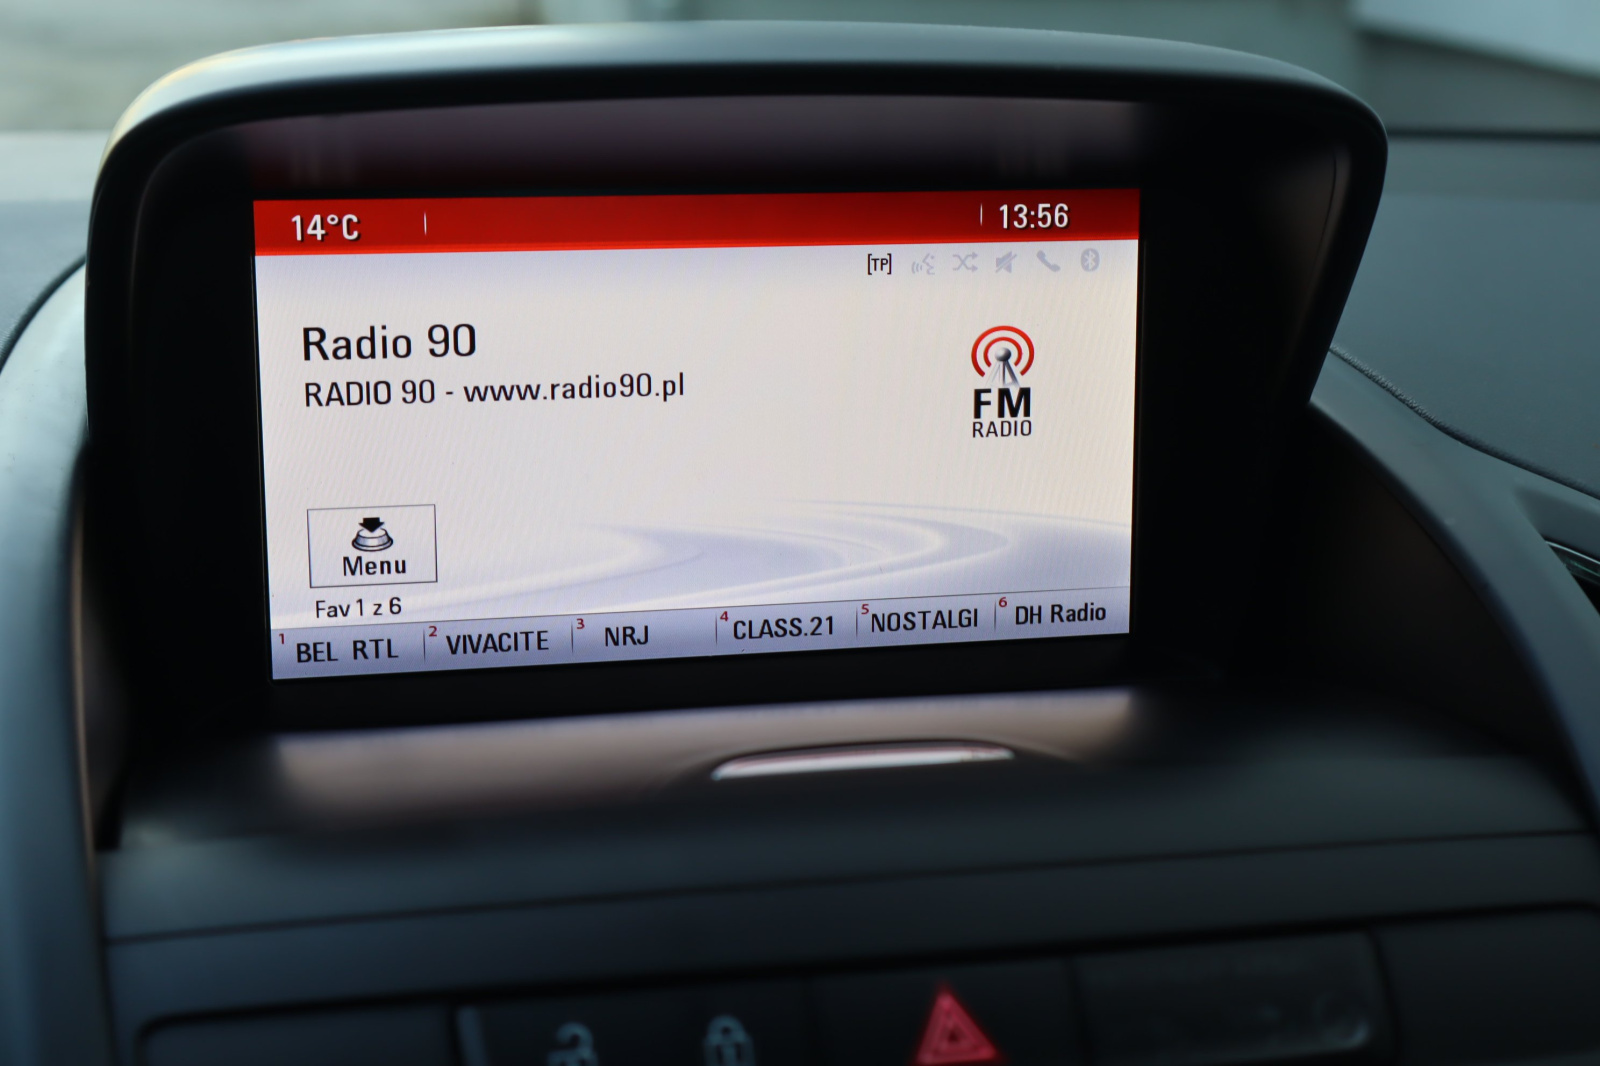 14°C 13:56
[TP]
Radio 90
RADIO 90 - www.radio90.pl
FM
RADIO
Menu
Fav 1 z 6
1 BEL RTL 2 VIVACITE 3 NRJ 4 CLASS.21 5 NOSTALGI 6 DH Radio